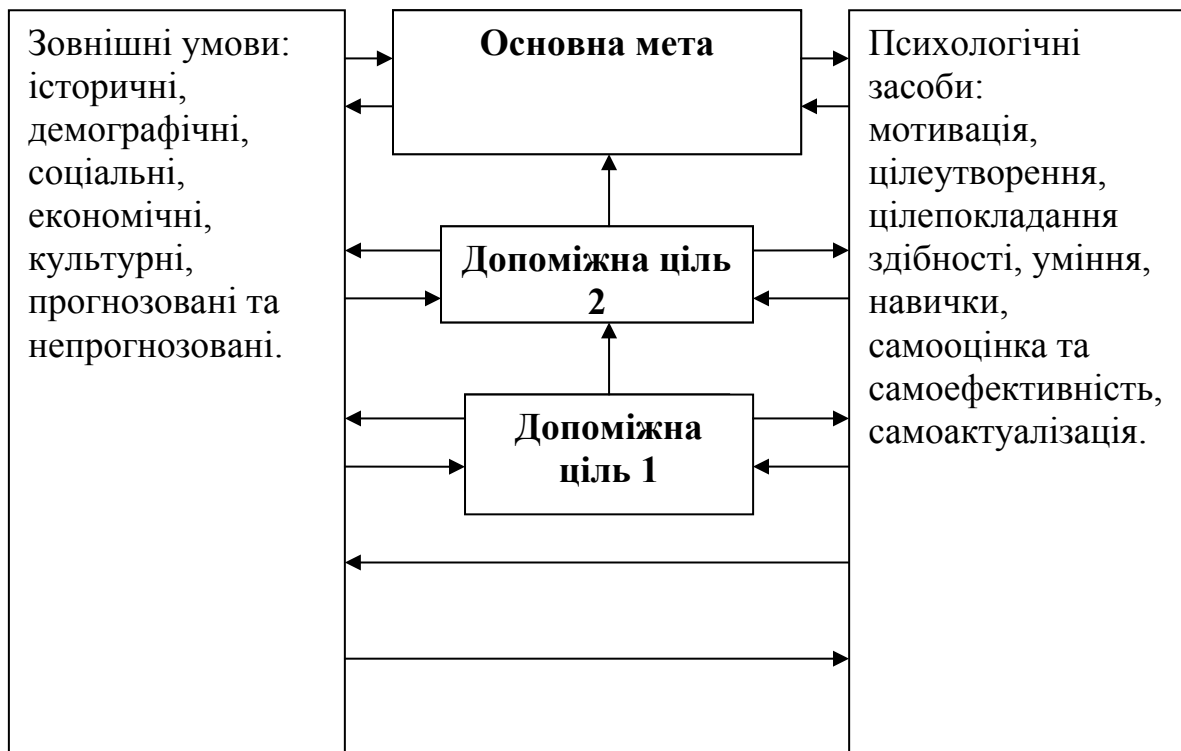 Зовнішні умови:
історичні,
демографічні,
соціальні,
економічні,
культурні,
прогнозовані та
непрогнозовані.
Основна мета
Допоміжна ціль
2
Допоміжна
ціль 1
Психологічні
засоби:
мотивація,
цілеутворення,
цілепокладання
здібності, уміння,
навички,
самооцінка та
самоефективність,
самоактуалізація.